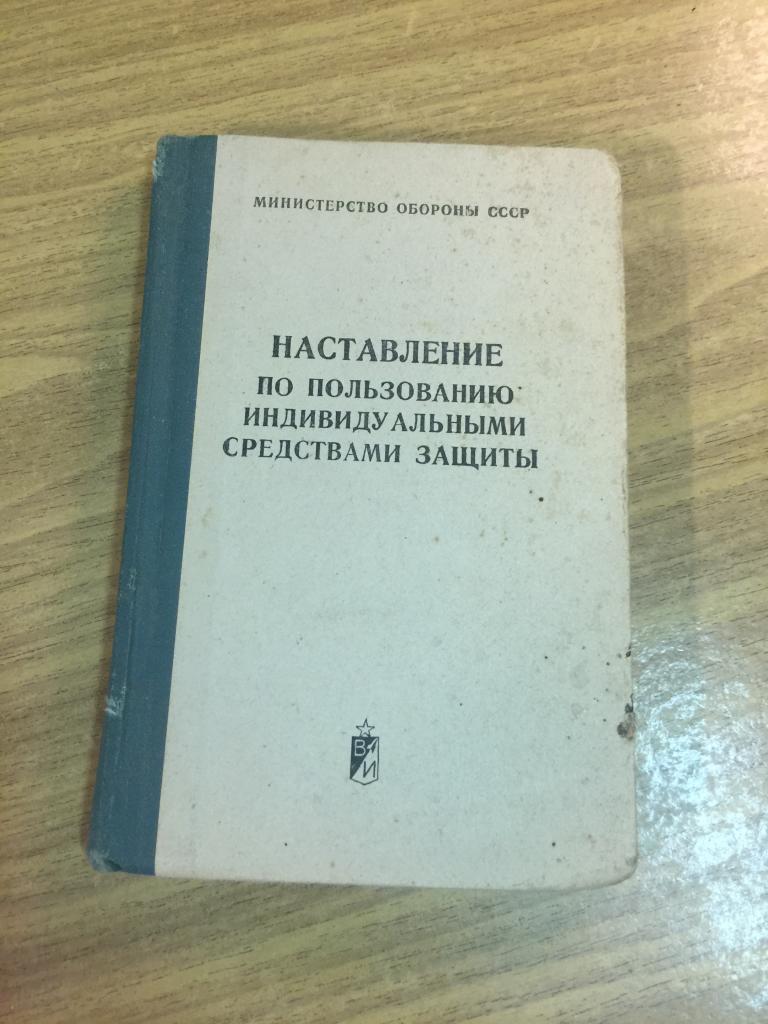 МИНИСТЕРСТВО ОБОРОНЫ СССР
НАСТАВЛЕНИЕ
ПО ПОЛЬЗОВАНИЮ
ИНДИВИДУАЛЬНЫМИ
СРЕДСТВАМИ ЗАЩИТЫ
В
И